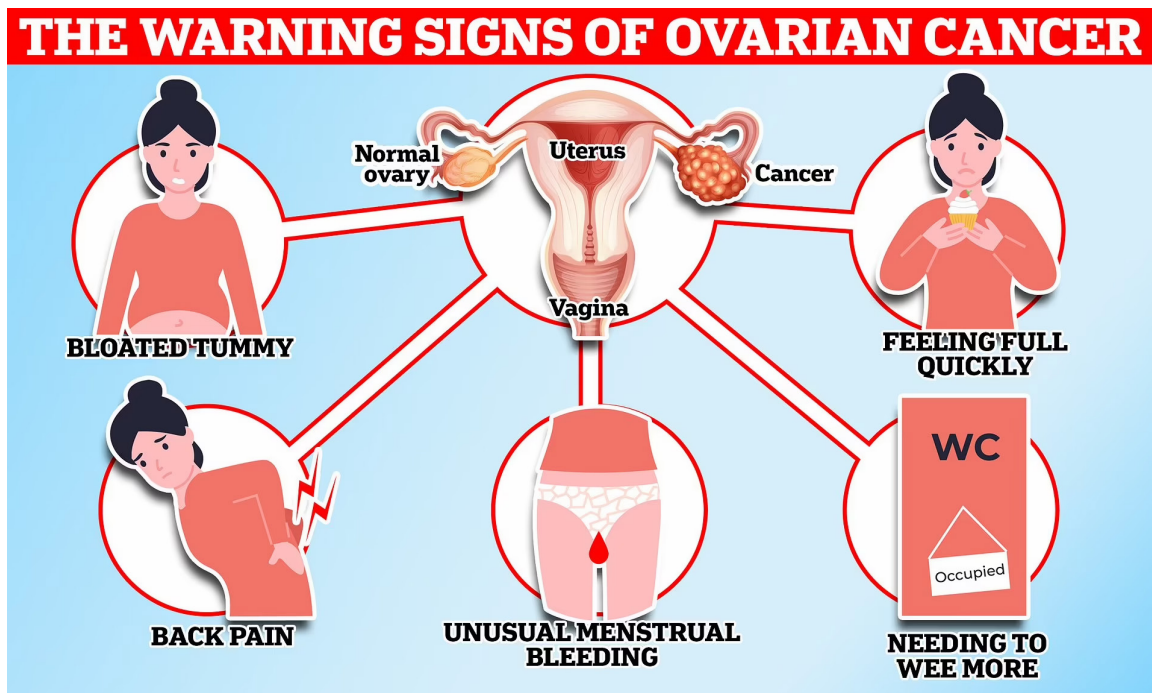 THE WARNING SIGNS OF OVARIAN CANCER
Normal
ovary
Uterus
Cancer
Vagina
BLOATED TUMMY
FEELING FULL
QUICKLY
BACK PAIN
UNUSUAL MENSTRUAL
BLEEDING
WC
Occupied
NEEDING TO
WEE MORE